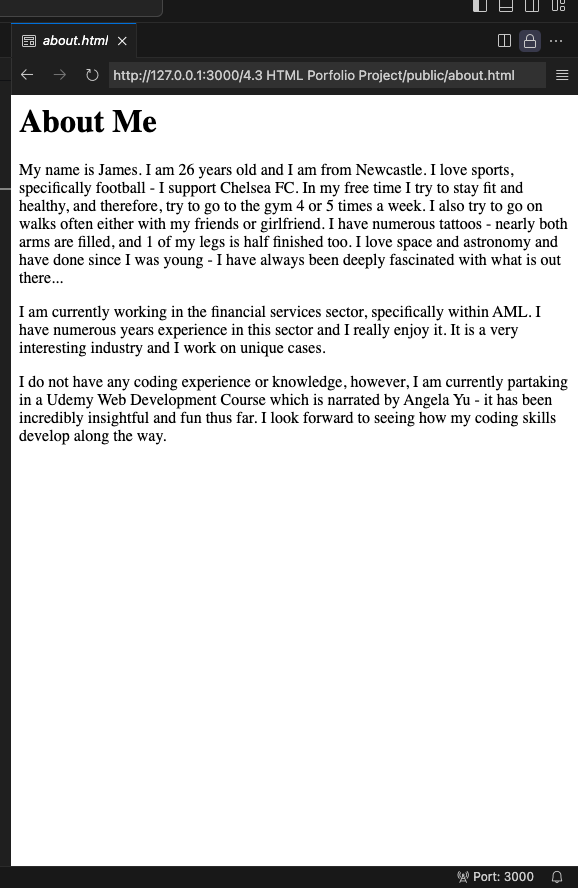 about.html
http://127.0.0.1:3000/4.3 HTML Porfolio Project/public/about.html
About Me
My name is James. I am 26 years old and I am from Newcastle. I love sports,
specifically football - I support Chelsea FC. In my free time I try to stay fit and
healthy, and therefore, try to go to the gym 4 or 5 times a week. I also try to go on
walks often either with my friends or girlfriend. I have numerous tattoos - nearly both
arms are filled, and 1 of my legs is half finished too. I love space and astronomy and
have done since I was young - I have always been deeply fascinated with what is out
there...
I am currently working in the financial services sector, specifically within AML. I
have numerous years experience in this sector and I really enjoy it. It is a very
interesting industry and I work on unique cases.
I do not have any coding experience or knowledge, however, I am currently partaking
in a Udemy Web Development Course which is narrated by Angela Yu - it has been
incredibly insightful and fun thus far. I look forward to seeing how my coding skills
develop along the way.
Port: 3000